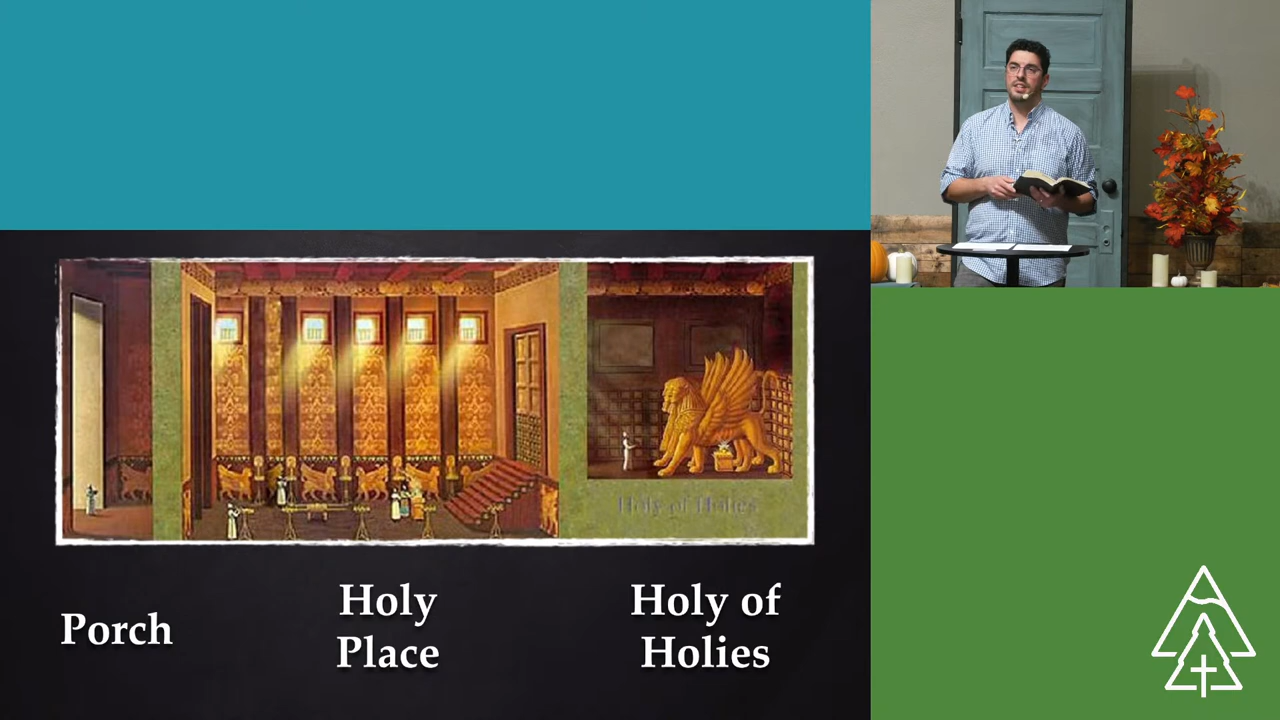 Holy of Holies
Porch
Holy
Place
Holy of
Holies